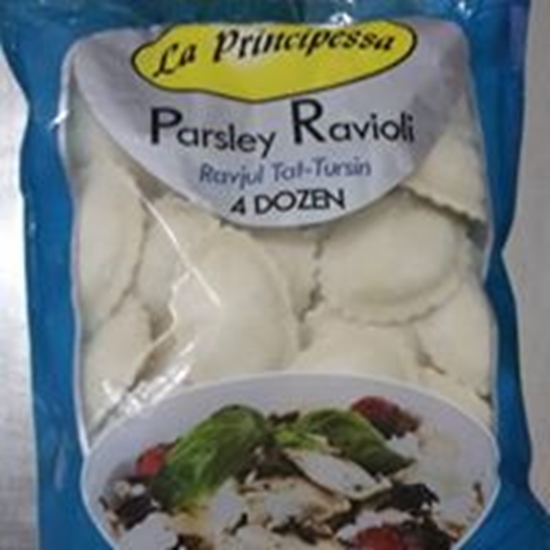 La Principessa
Parsley Ravioli
Ravjul Tat-Tursin
4 DOZEN